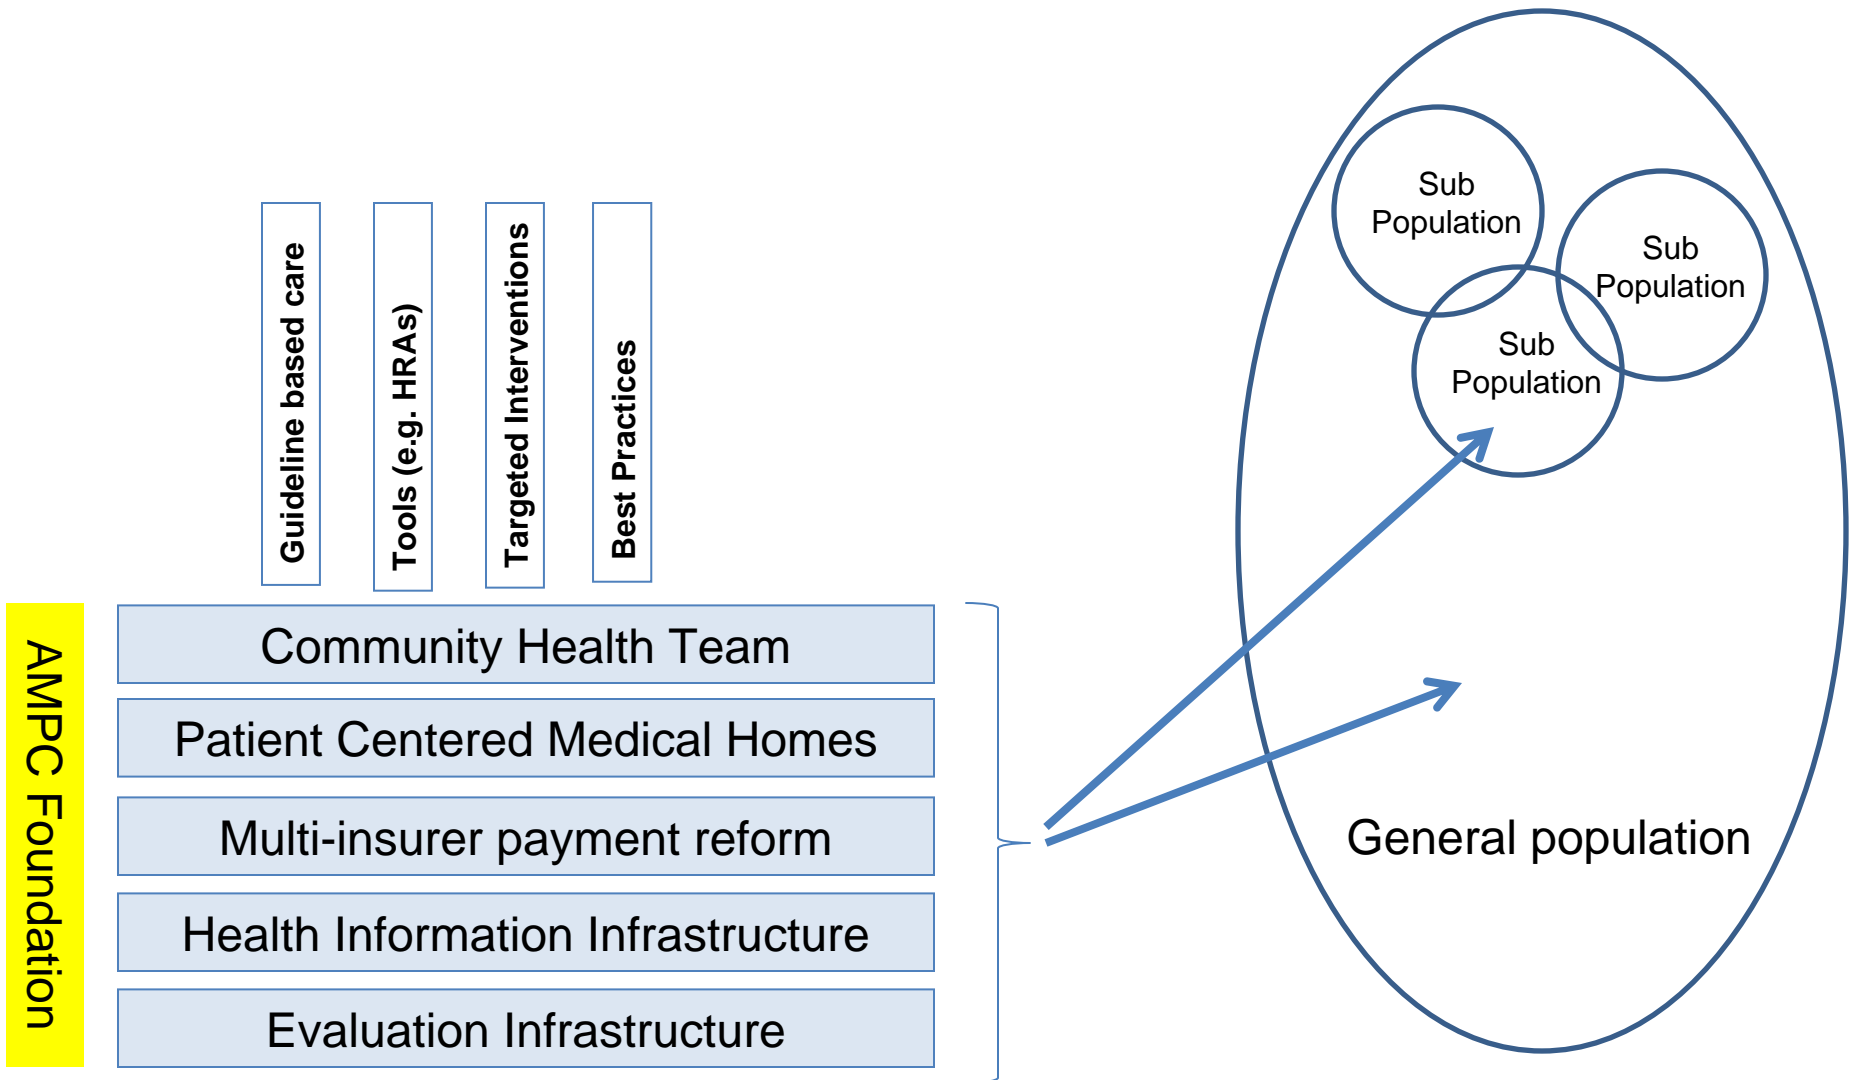 Guideline based care
Tools (e.g. HRAs)
Targeted Interventions
Best Practices
AMPC Foundation
Community Health Team
Patient Centered Medical Homes
Multi-insurer payment reform
Health Information Infrastructure
Evaluation Infrastructure
Sub
Population
Sub
Population
Sub
Population
General population